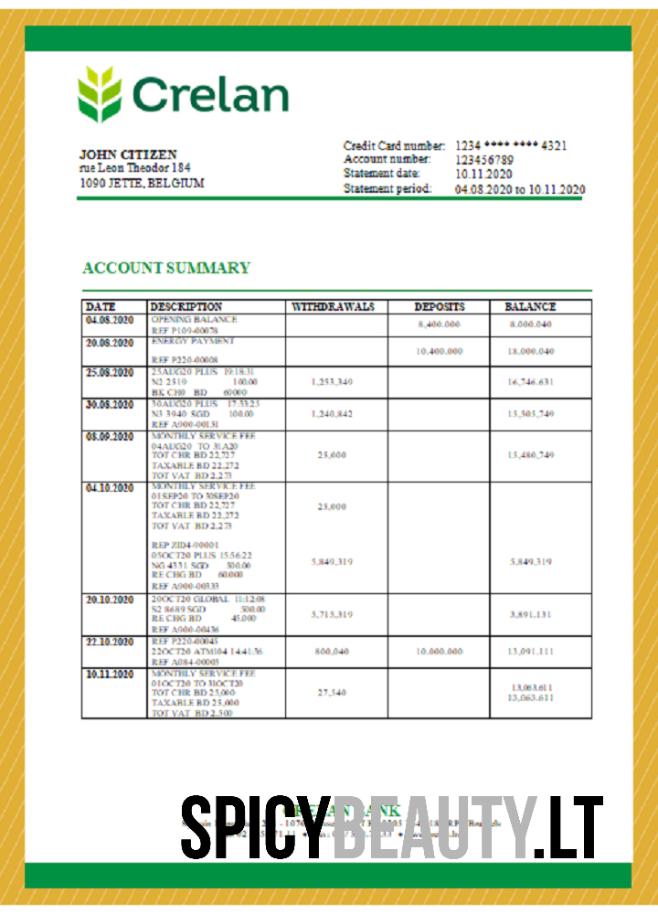 Crelan
JOHN CITIZEN
rue Leon Theodor 184
1090 JETTE, BELGIUM
Credit Card number: 1234 **** **** 4321
Account number: 123456789
Statement date: 10.11.2020
Statement period: 04.08.2020 to 10.11.2020
ACCOUNT SUMMARY
DATE DESCRIPTION WITHDRAWALS DEPOSITS BALANCE
04.08.2020 OPENING BALANCE
8,400.000 8.000.040
REF P109-00078
20.08.2020 ENERGY PAYMENT
10,400.000 18.000.040
REF P220-00008
25.08.2020 25AUG20 PLUS 19:18:31
N2 2519 100.00 1,253,349 16,746.631
BK CH0 BD 60000
30.08.2020 30AUG20 PLUS 17:33:23
N3 3940 SGD 100.00 1,240,842 15,505,749
REF A900-00131
08.09.2020 MONTHLY SERVICE FEE
04AUG20 TO 31A20
TOT CHR BD 22,727 25,000 15,480,749
TAXABLE BD 22,272
TOT VAT BD 2.273
04.10.2020 MONTHLY SERVICE FEE
01SEP20 TO 30SEP20
TOT CHR BD 22,727 25,000
TAXABLE BD 22,272
TOT VAT BD 2.273
REP ZID4-00001
05OCT20 PLUS 15:56:22
NG 4331 SGD 500.00 5,849,319 5,849,319
RE CHG BD 60.000
REF A900-00333
20.10.2020 20OCT20 GLOBAL 11:12:08
S2 8689 SGD 500.00
5,715,319 3,891.131
RE CHG BD 45,000
REF A900-00436
22.10.2020 REF P220-00045
22OCT20 ATM104 14:41:36 800,040 10.000.000 13,091.111
REF A084-00005
10.11.2020 MONTHLY SERVICE FEE
01OCT20 TO 31OCT20 13,063.611
TOT CHR BD 25,000 27,540 13,063.611
TAXABLE BD 25,000
TOT VAT BD 2.500
SPICYBEAUTY.LT